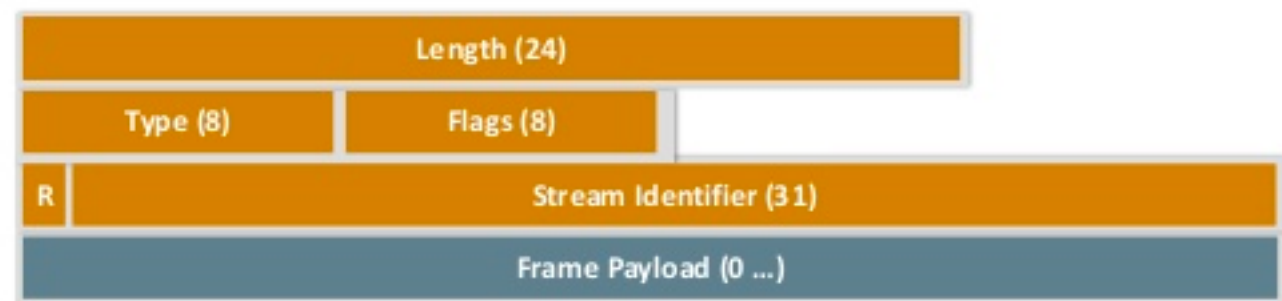 Length (24)
Type (8) Flags (8)
R Stream Identifier (31)
Frame Payload (0 ...)